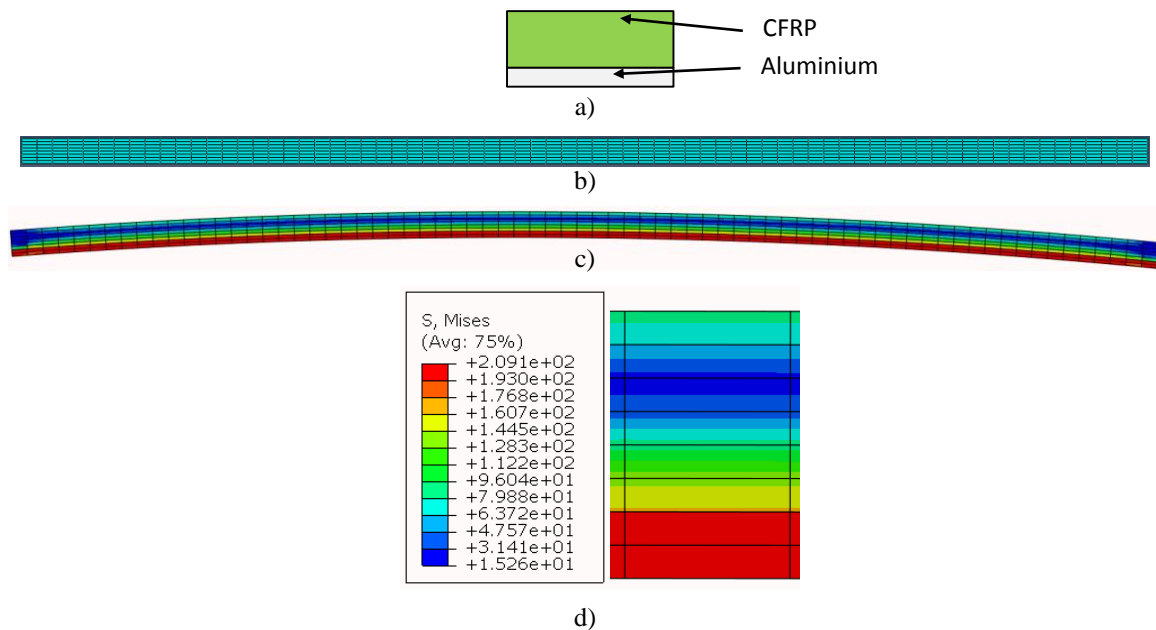 CFRP
Aluminium
a)
b)
c)
S, Mises
(Avg: 75%)
+2.091e+02
+1.930e+02
+1.768e+02
+1.607e+02
+1.445e+02
+1.283e+02
+1.122e+02
+9.604e+01
+7.988e+01
+6.372e+01
+4.757e+01
+3.141e+01
+1.526e+01
d)